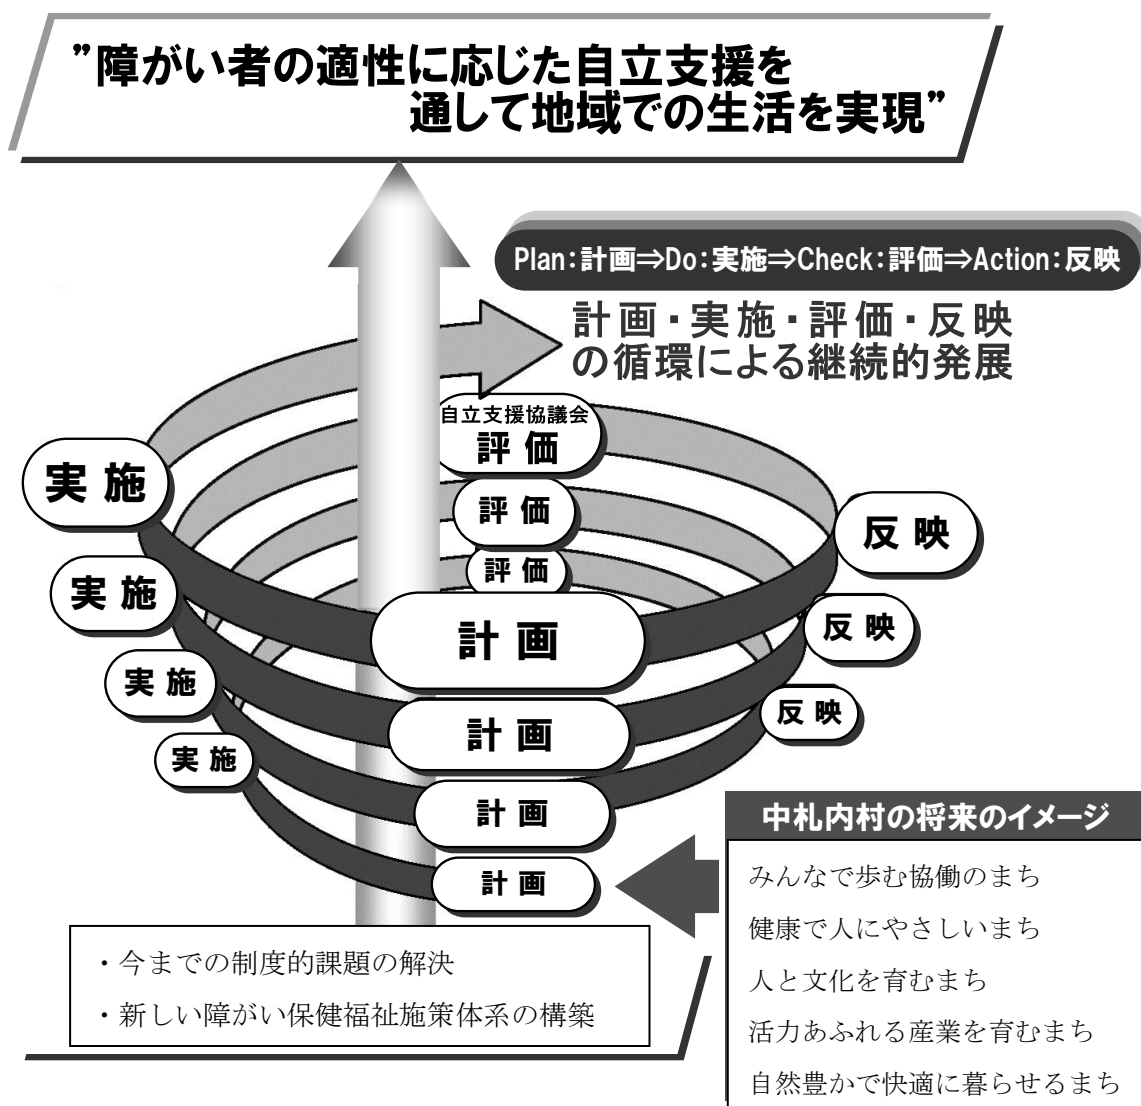 ”障がい者の適性に応じた自立支援を
通して地域での生活を実現”
Plan：計画⇒Do：実施⇒Check：評価⇒Action：反映
計画・実施・評価・反映
の循環による継続的発展
自立支援協議会
評価
実施
評価
反映
評価
実施
計画
反映
実施
反映
計画
実施
計画
計画
中札内村の将来のイメージ
みんなで歩む協働のまち
健康で人にやさしいまち
人と文化を育むまち
活力あふれる産業を育むまち
自然豊かで快適に暮らせるまち
・今までの制度的課題の解決
・新しい障がい保健福祉施策体系の構築